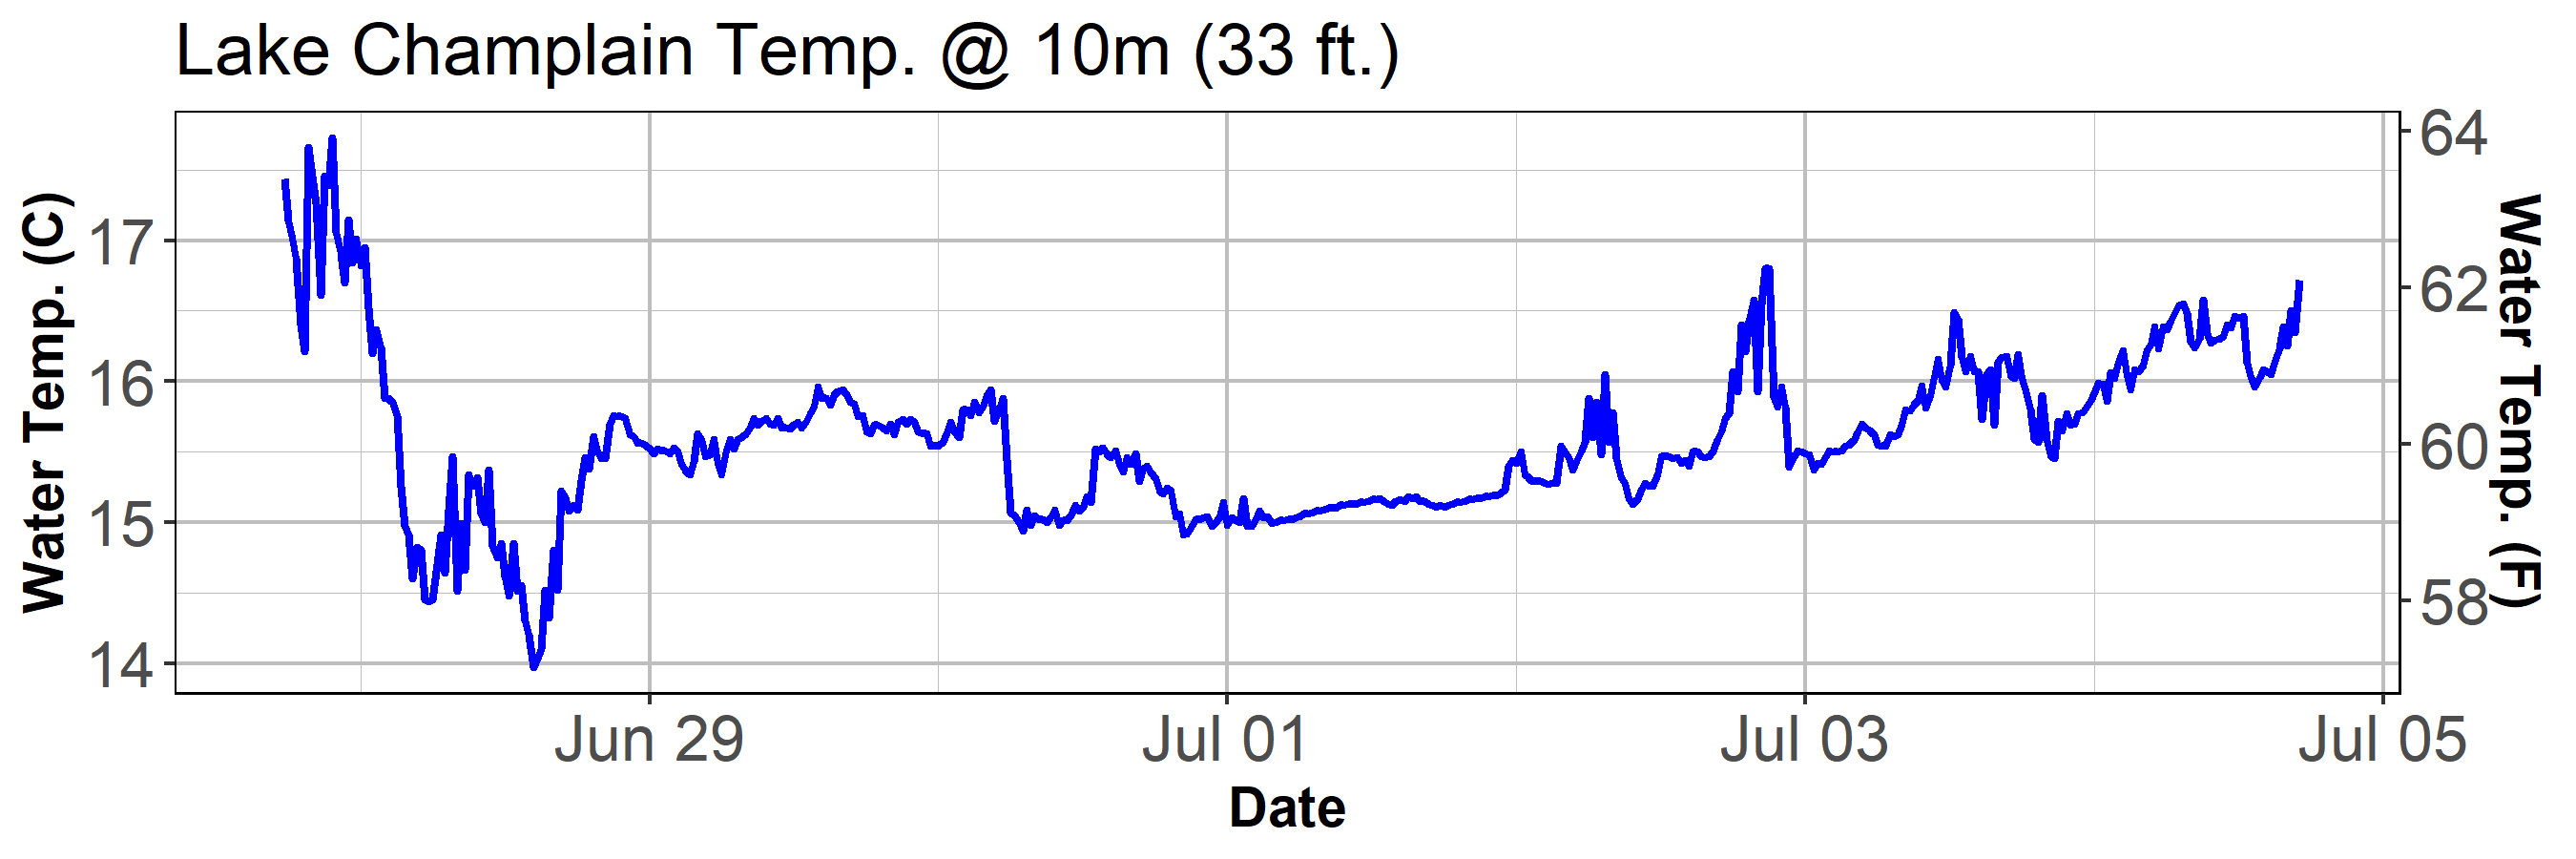 Lake Champlain Temp. @ 10m (33 ft.)
Water Temp. (C)
17
16
15
14
64
62
60
58
Water Temp. (F)
Jun 29
Jul 01
Jul 03
Jul 05
Date